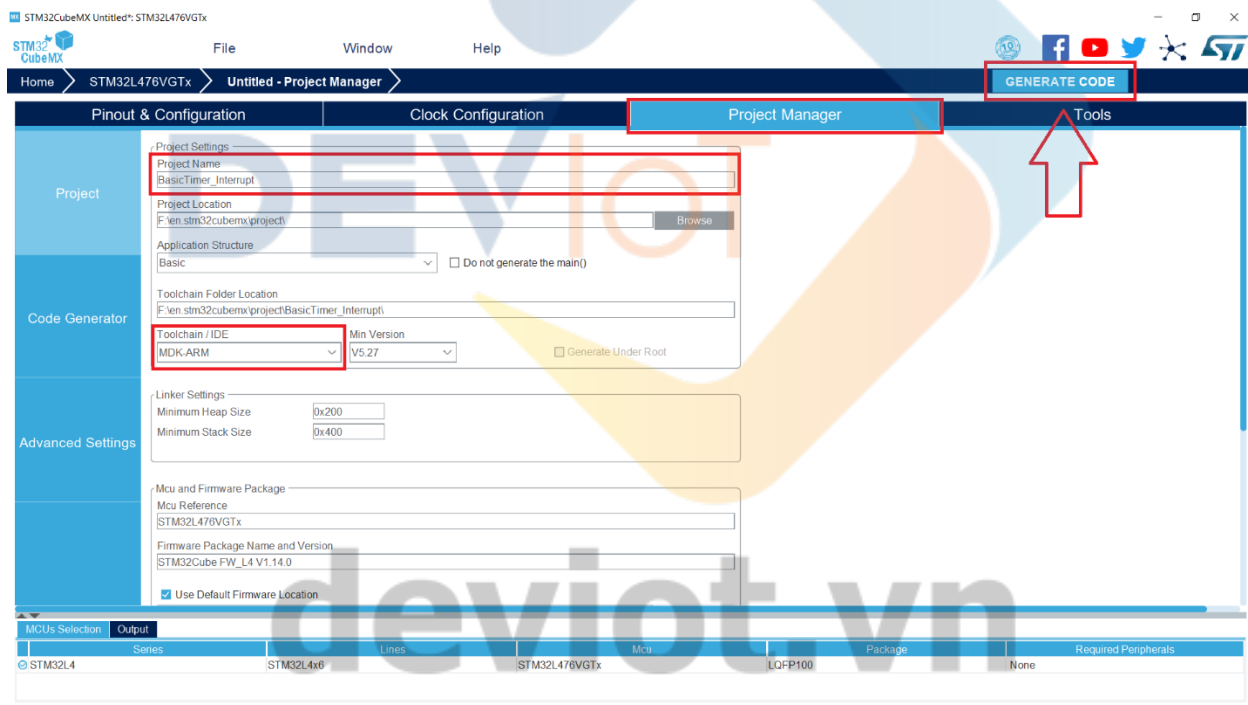 MX STM32CubeMX Untitled*: STM32L476VGTx
STM32 CubeMX
File Window Help
10
Home STM32L476VGTx Untitled - Project Manager GENERATE CODE
Pinout & Configuration Clock Configuration Project Manager Tools
DEVIoT
Project
Code Generator
Advanced Settings
Project Settings
Project Name
BasicTimer_Interrupt
Project Location
F:\en.stm32cubemx\project\ Browse
Application Structure
Basic Do not generate the main()
Toolchain Folder Location
F:\en.stm32cubemx\project\BasicTimer_Interrupt\
Toolchain / IDE Min Version
MDK-ARM V5.27 Generate Under Root
Linker Settings
Minimum Heap Size 0x200
Minimum Stack Size 0x400
Mcu and Firmware Package
Mcu Reference
STM32L476VGTx
Firmware Package Name and Version
STM32Cube FW_L4 V1.14.0
Use Default Firmware Location
deviot.vn
MCUs Selection Output
Series Lines Mcu Package Required Peripherals
STM32L4 STM32L4x6 STM32L476VGTx LQFP100 None